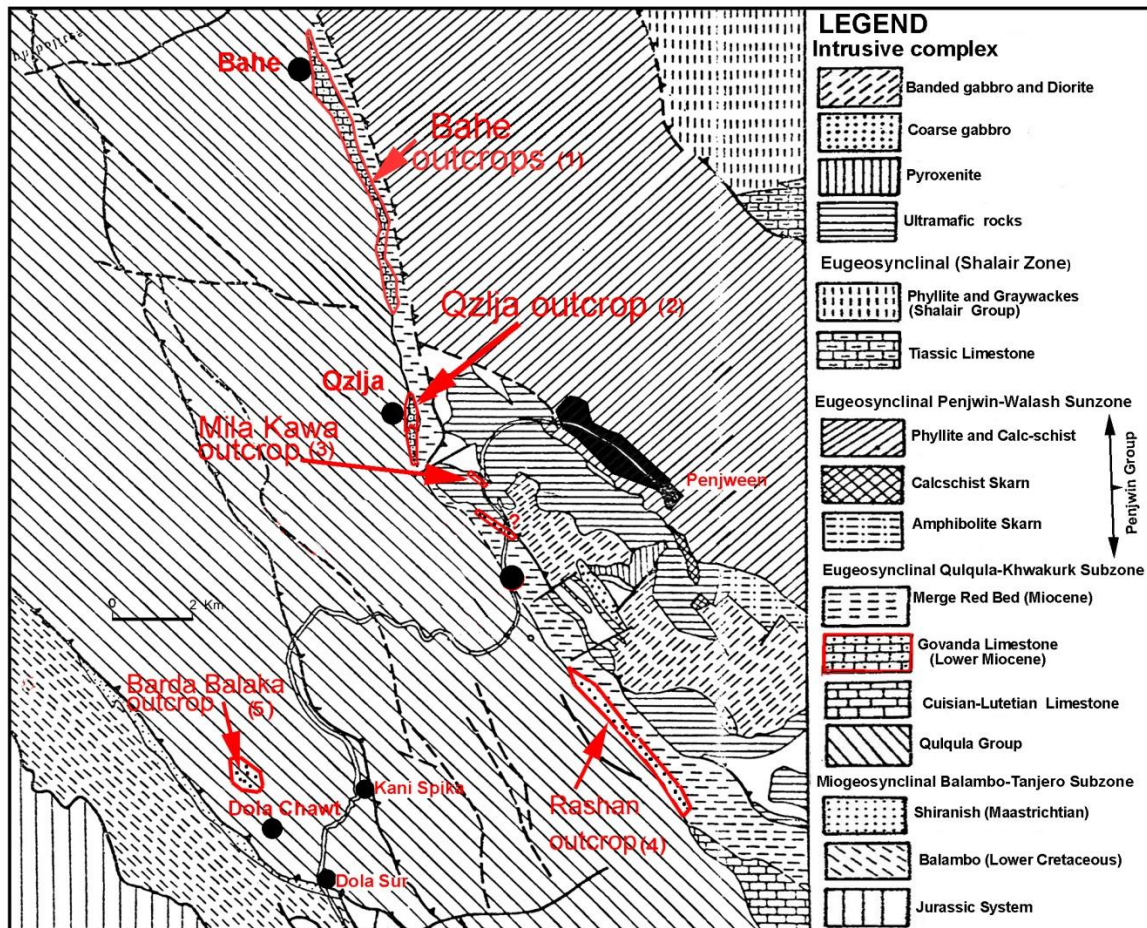 Bahe
Bahe
outcrops (1)
Qzlja outcrop (2)
Qzlja
Mila Kawa
outcrop (3)
Penjween
?
0 2 Km
Barda Balaka
outcrop (5)
Kani Spika
Dola Chawt
Rashan
outcrop (4)
Dola Sur
LEGEND
Intrusive complex
Banded gabbro and Diorite
Coarse gabbro
Pyroxenite
Ultramafic rocks
Eugeosynclinal (Shalair Zone)
Phyllite and Graywackes
(Shalair Group)
Tiassic Limestone
Eugeosynclinal Penjwin-Walash Sunzone
Phyllite and Calc-schist
Calcschist Skarn
Amphibolite Skarn
Penjwin Group
Eugeosynclinal Qulqula-Khwakurk Subzone
Merge Red Bed (Miocene)
Govanda Limestone
(Lower Miocene)
Cuisian-Lutetian Limestone
Qulqula Group
Miogeosynclinal Balambo-Tanjero Subzone
Shiranish (Maastrichtian)
Balambo (Lower Cretaceous)
Jurassic System